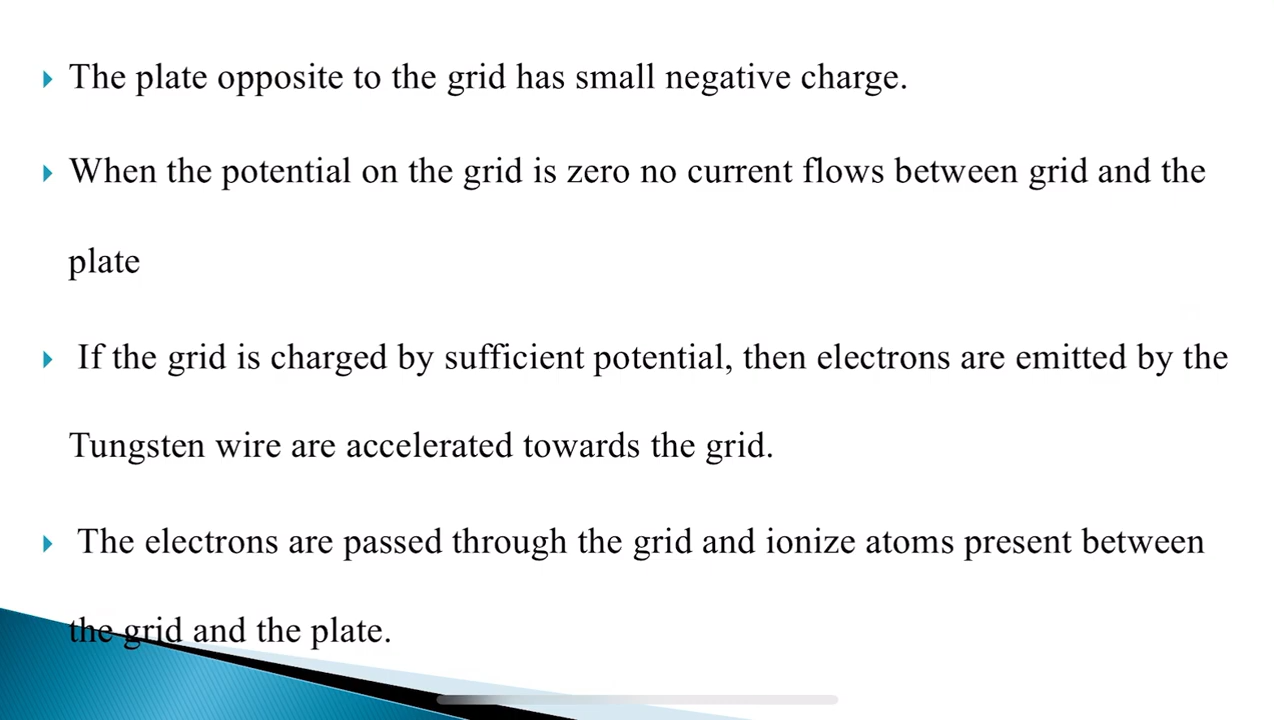 The plate opposite to the grid has small negative charge.
When the potential on the grid is zero no current flows between grid and the
plate
If the grid is charged by sufficient potential, then electrons are emitted by the
Tungsten wire are accelerated towards the grid.
The electrons are passed through the grid and ionize atoms present between
the grid and the plate.